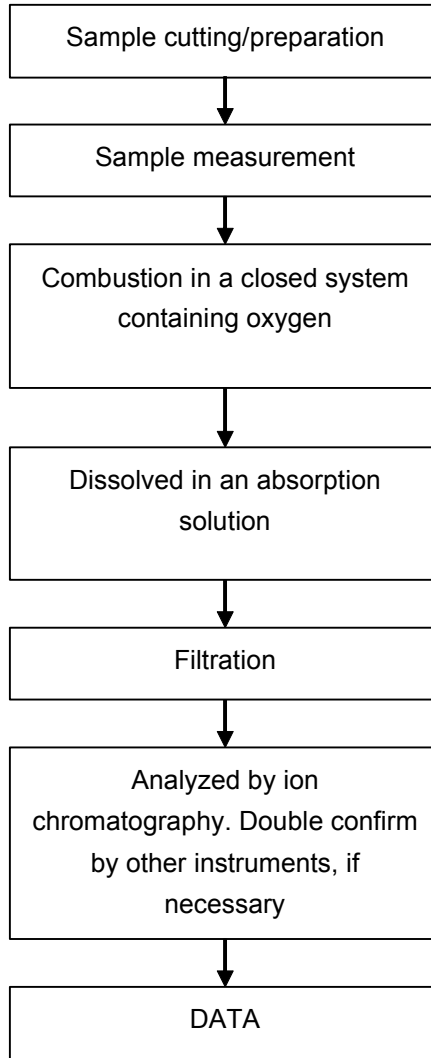 Sample cutting/preparation
Sample measurement
Combustion in a closed system
containing oxygen
Dissolved in an absorption
solution
Filtration
Analyzed by ion
chromatography. Double confirm
by other instruments, if
necessary
DATA